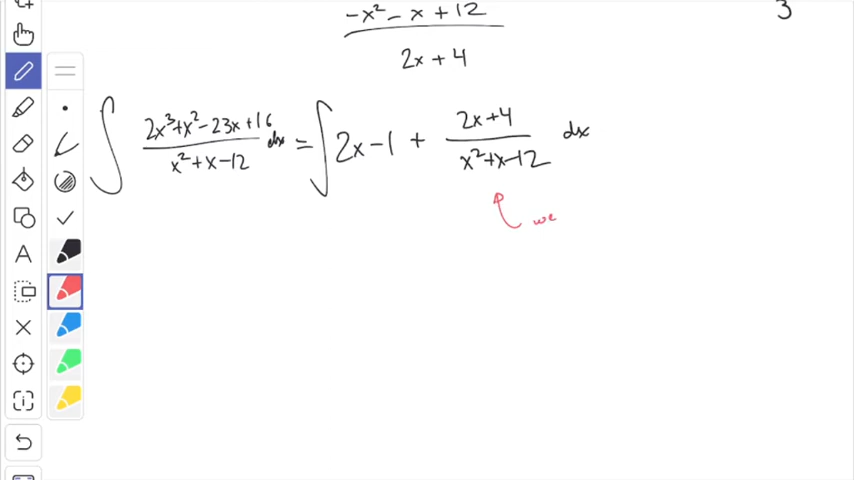 -x² - x + 12
3
2x + 4
∫ (2x³+x²-23x+16)/(x²+x-12) dx = ∫ 2x-1 + (2x+4)/(x²+x-12) dx
we